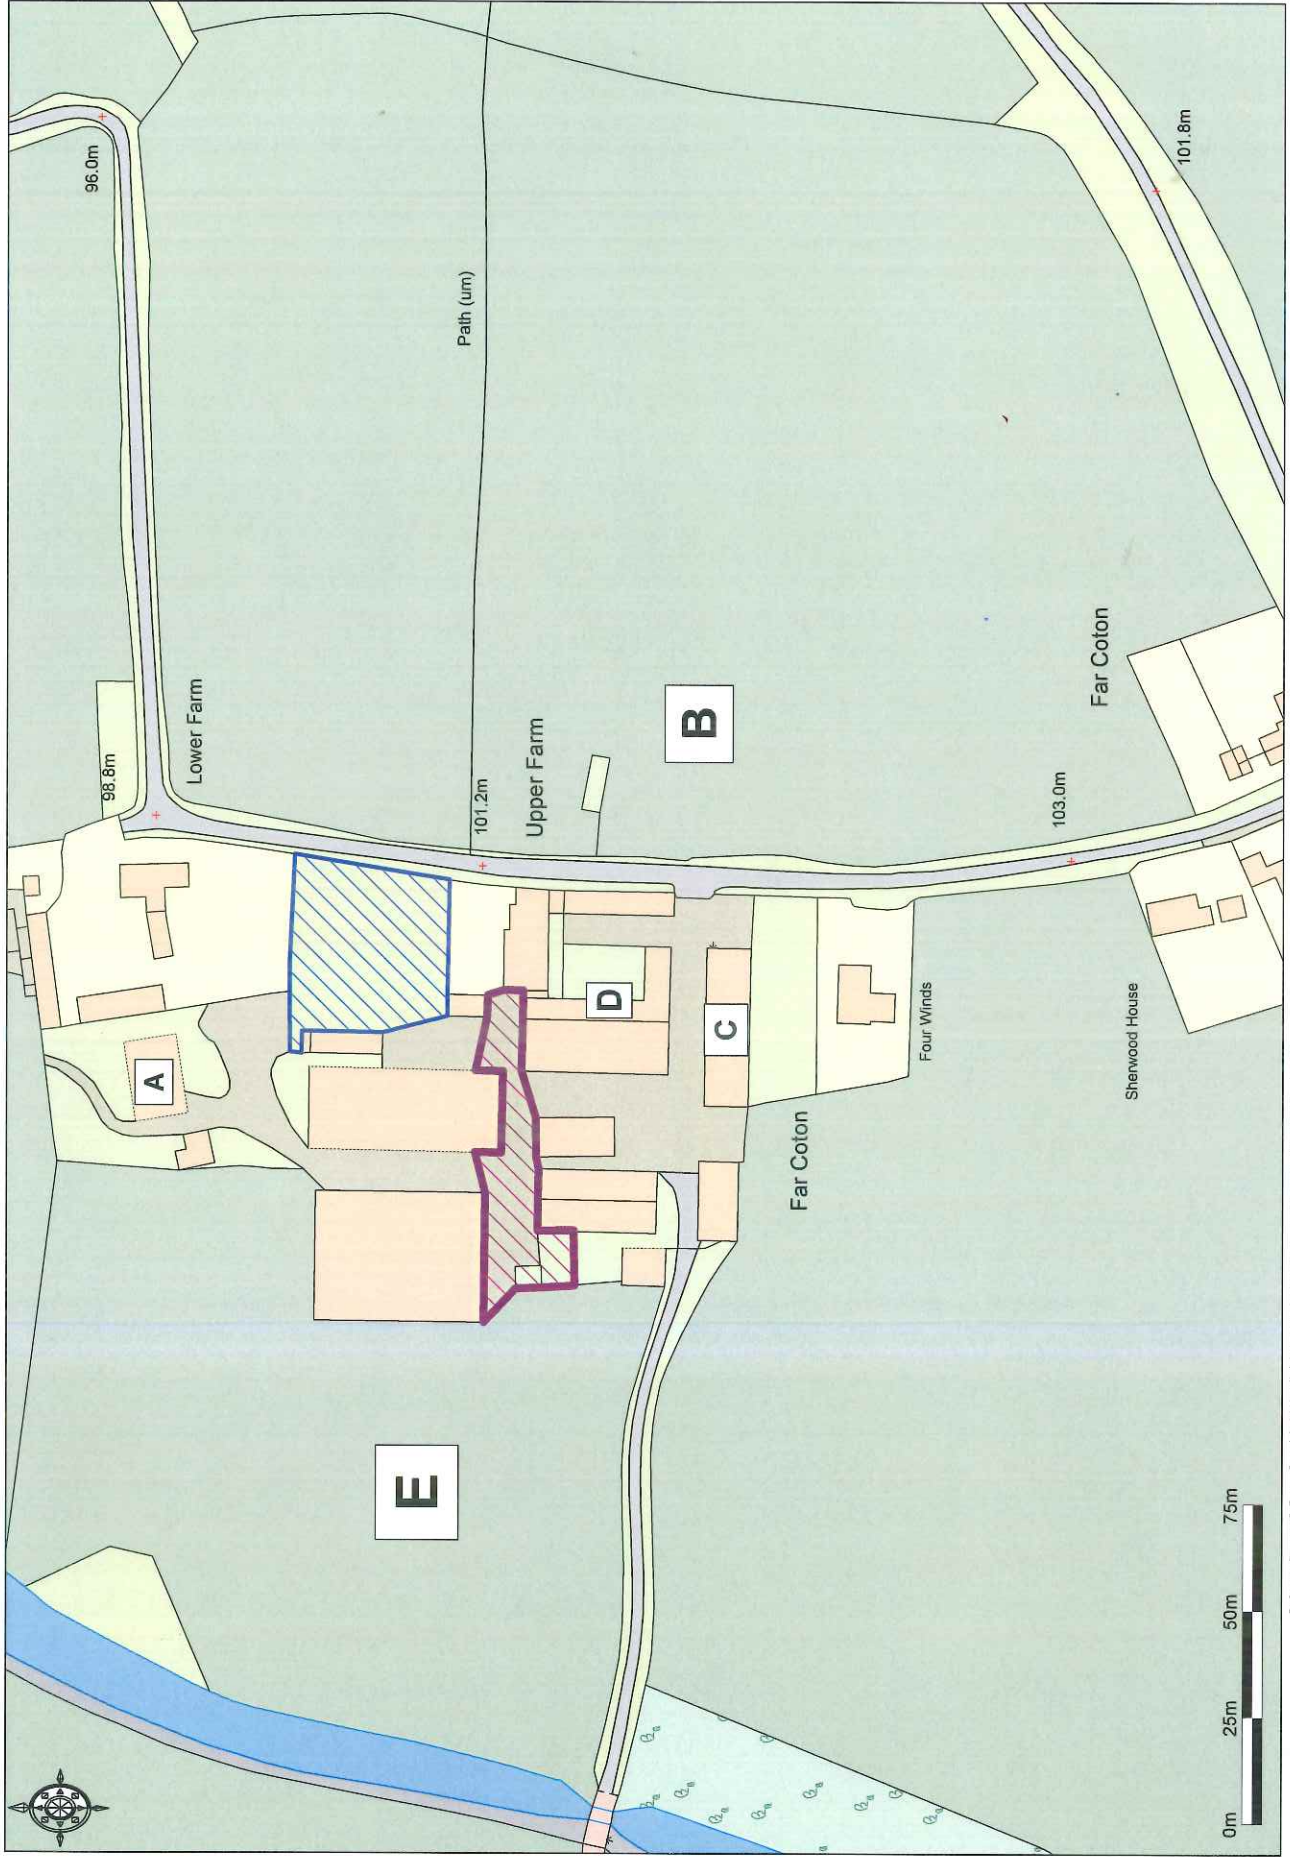 96.0m
98.8m
Lower Farm
A
Path (um)
101.2m
Upper Farm
E
D
B
C
Far Coton
Four Winds
103.0m
Far Coton
Sherwood House
101.8m
0m 25m 50m 75m